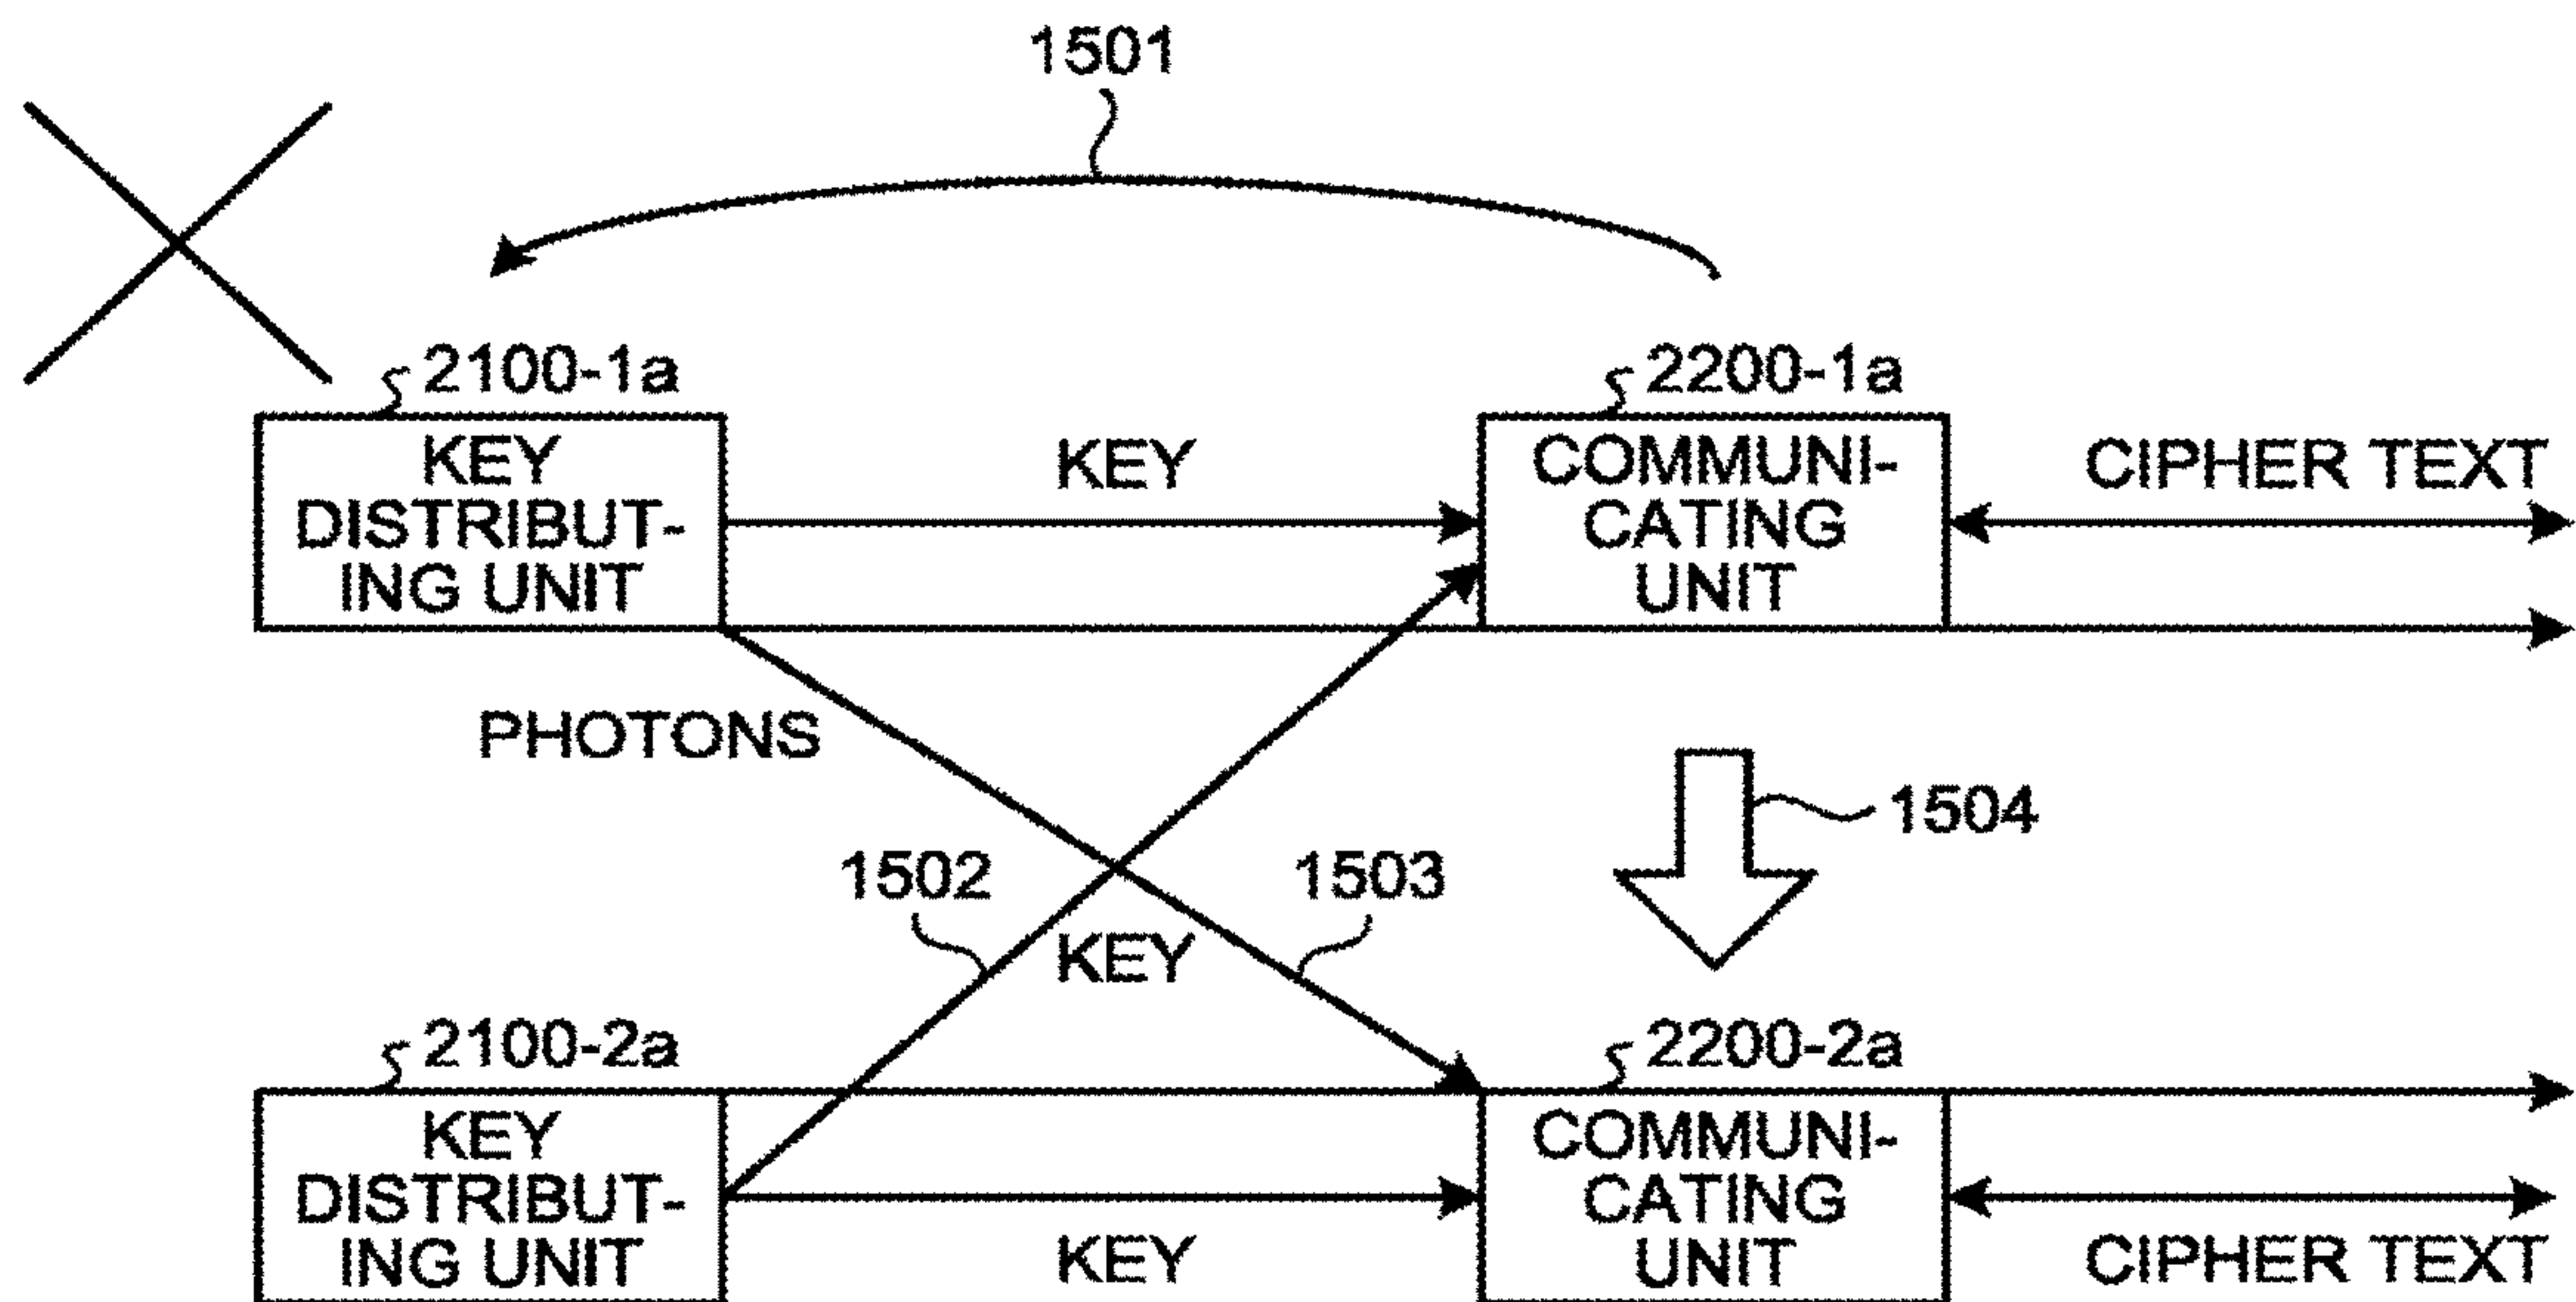 1501
2100-1a
2200-1a
KEY
DISTRIBUT-
ING UNIT
KEY
COMMUNI-
CATING
UNIT
CIPHER TEXT
PHOTONS
1504
1502
1503
KEY
2100-2a
2200-2a
KEY
DISTRIBUT-
ING UNIT
KEY
COMMUNI-
CATING
UNIT
CIPHER TEXT